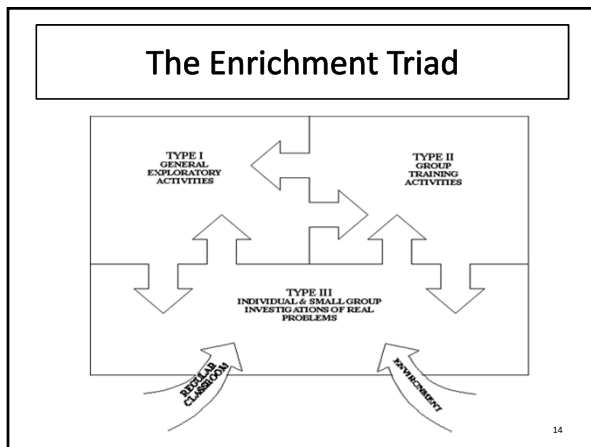 The Enrichment Triad
TYPE I
GENERAL
EXPLORATORY
ACTIVITIES
TYPE II
GROUP
TRAINING
ACTIVITIES
TYPE III
INDIVIDUAL & SMALL GROUP
INVESTIGATIONS OF REAL
PROBLEMS
REGULAR
CLASSROOM
ENVIRONMENT
14